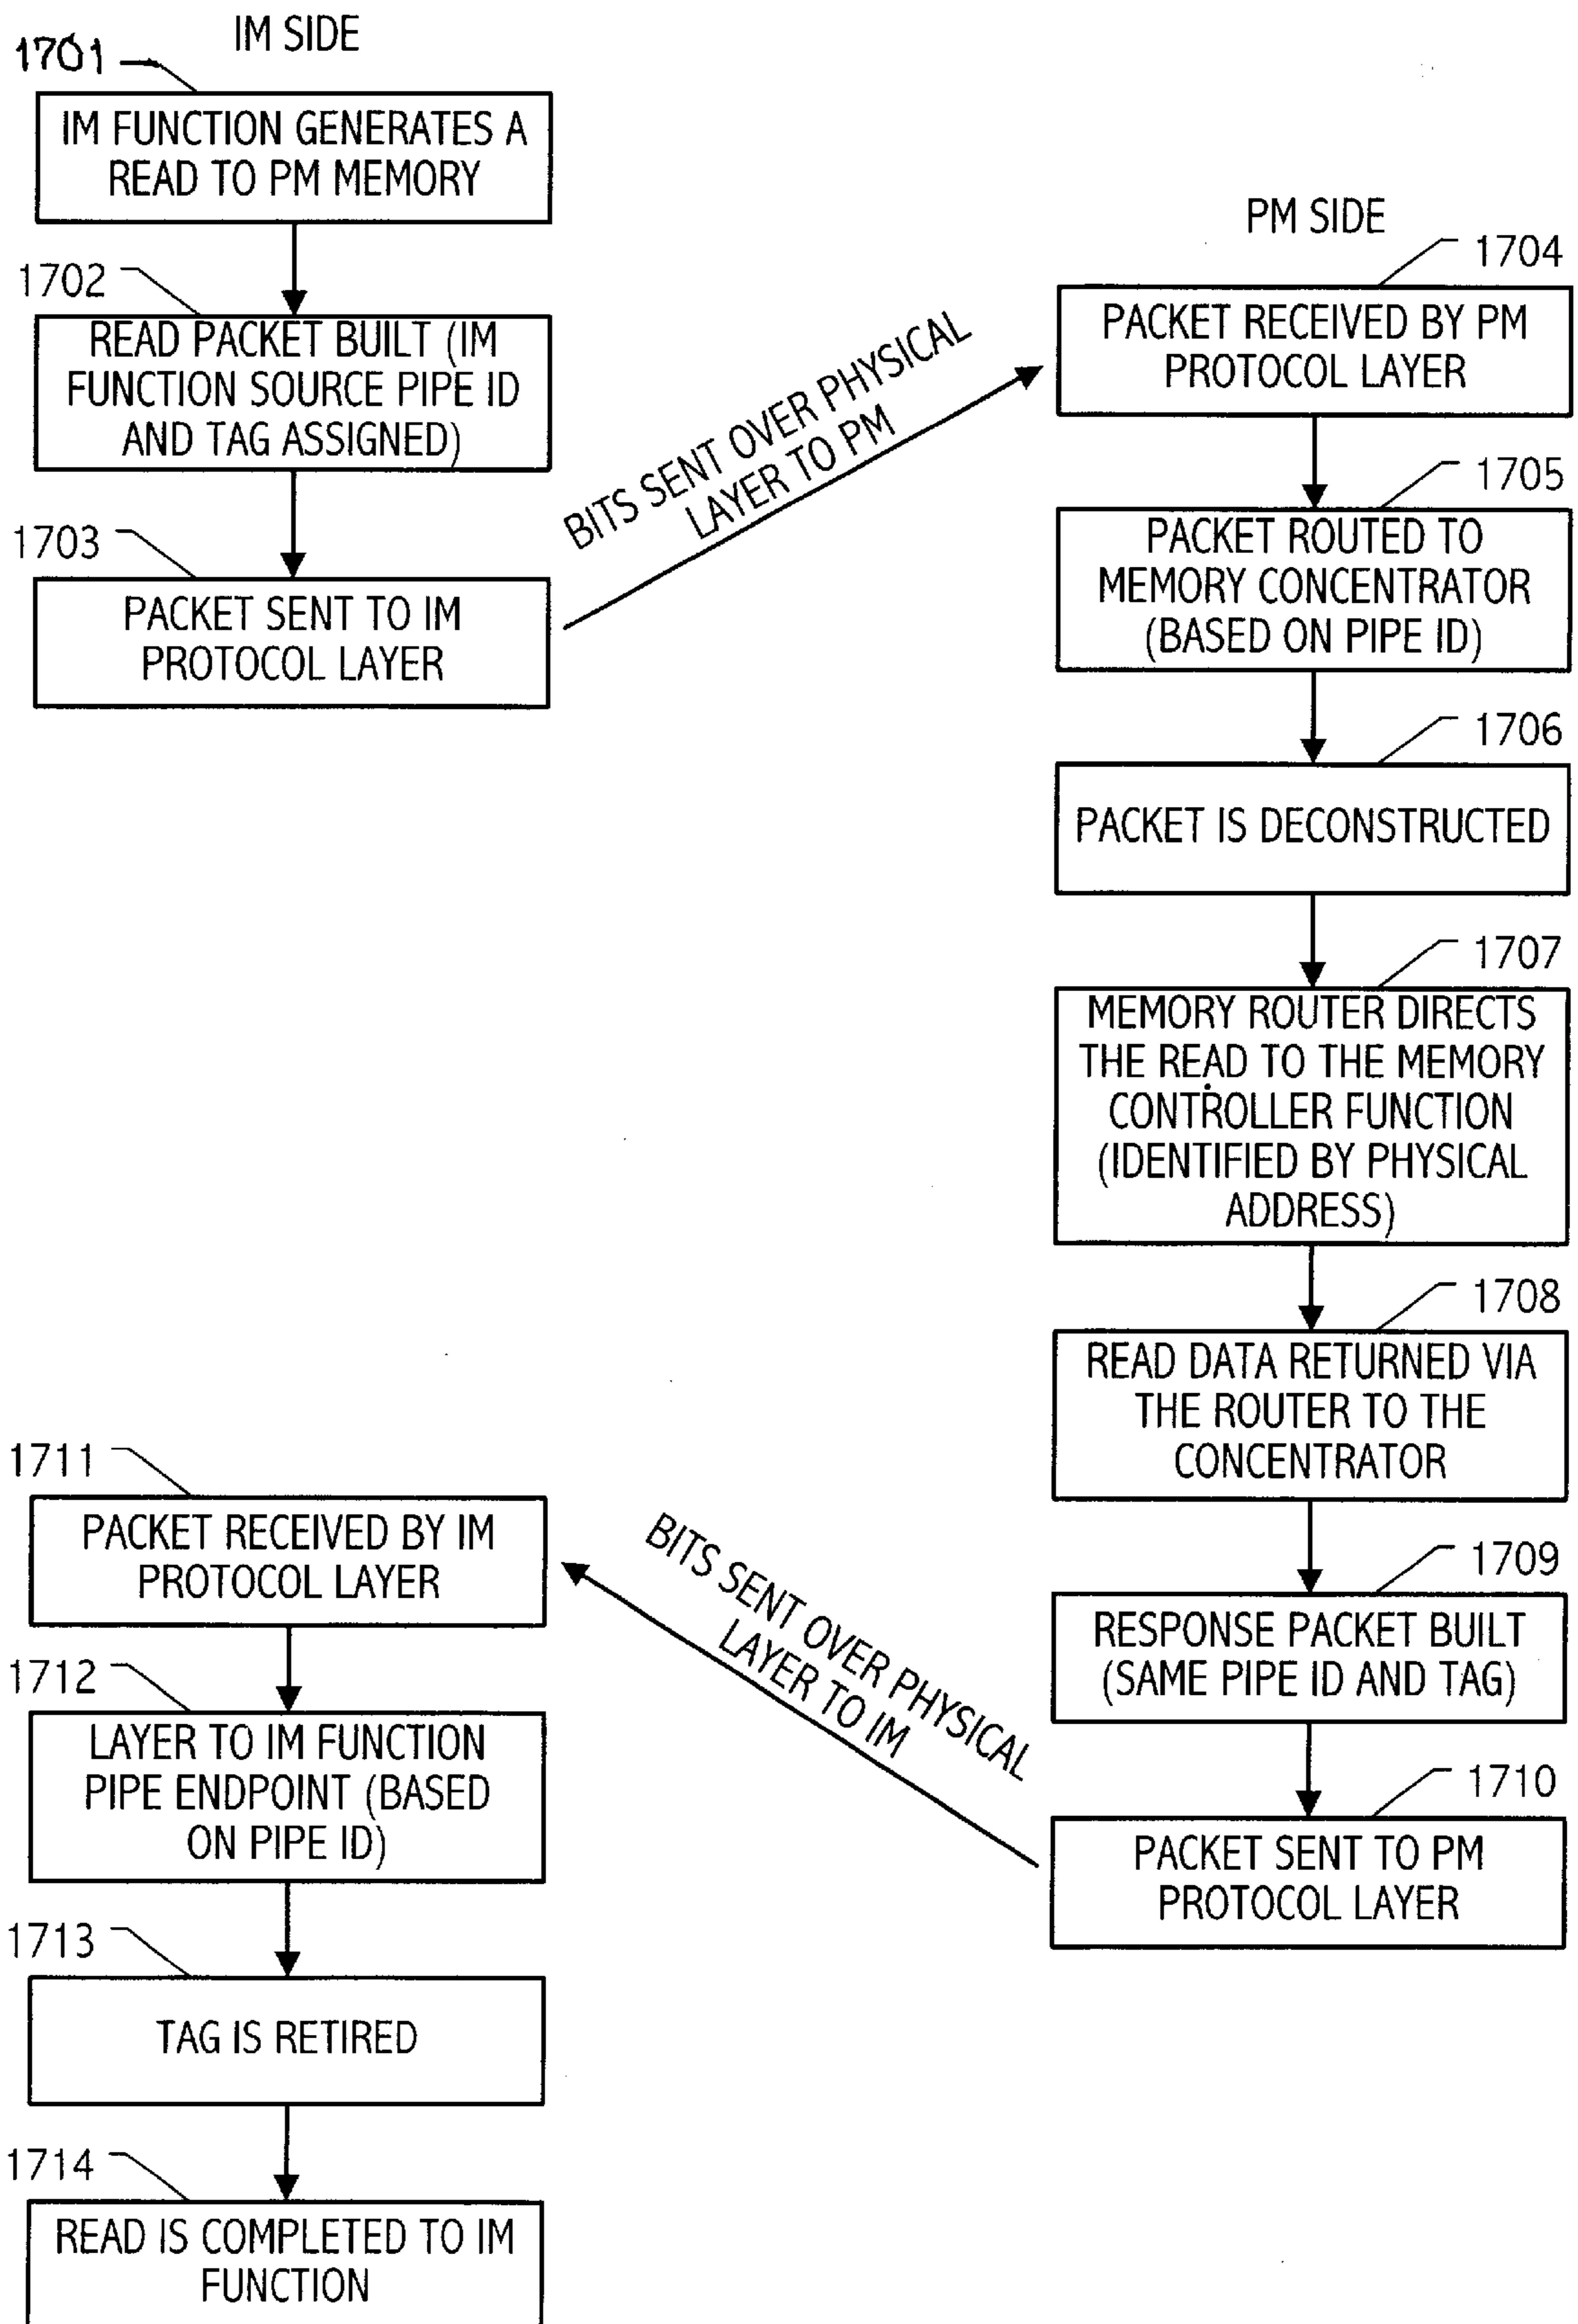 IM SIDE
1701
IM FUNCTION GENERATES A
READ TO PM MEMORY
1702
READ PACKET BUILT (IM
FUNCTION SOURCE PIPE ID
AND TAG ASSIGNED)
1703
PACKET SENT TO IM
PROTOCOL LAYER
BITS SENT OVER PHYSICAL
LAYER TO PM
PM SIDE
1704
PACKET RECEIVED BY PM
PROTOCOL LAYER
1705
PACKET ROUTED TO
MEMORY CONCENTRATOR
(BASED ON PIPE ID)
1706
PACKET IS DECONSTRUCTED
1707
MEMORY ROUTER DIRECTS
THE READ TO THE MEMORY
CONTROLLER FUNCTION
(IDENTIFIED BY PHYSICAL
ADDRESS)
1708
READ DATA RETURNED VIA
THE ROUTER TO THE
CONCENTRATOR
1709
RESPONSE PACKET BUILT
(SAME PIPE ID AND TAG)
1710
PACKET SENT TO PM
PROTOCOL LAYER
BITS SENT OVER PHYSICAL
LAYER TO IM
1711
PACKET RECEIVED BY IM
PROTOCOL LAYER
1712
LAYER TO IM FUNCTION
PIPE ENDPOINT (BASED
ON PIPE ID)
1713
TAG IS RETIRED
1714
READ IS COMPLETED TO IM
FUNCTION